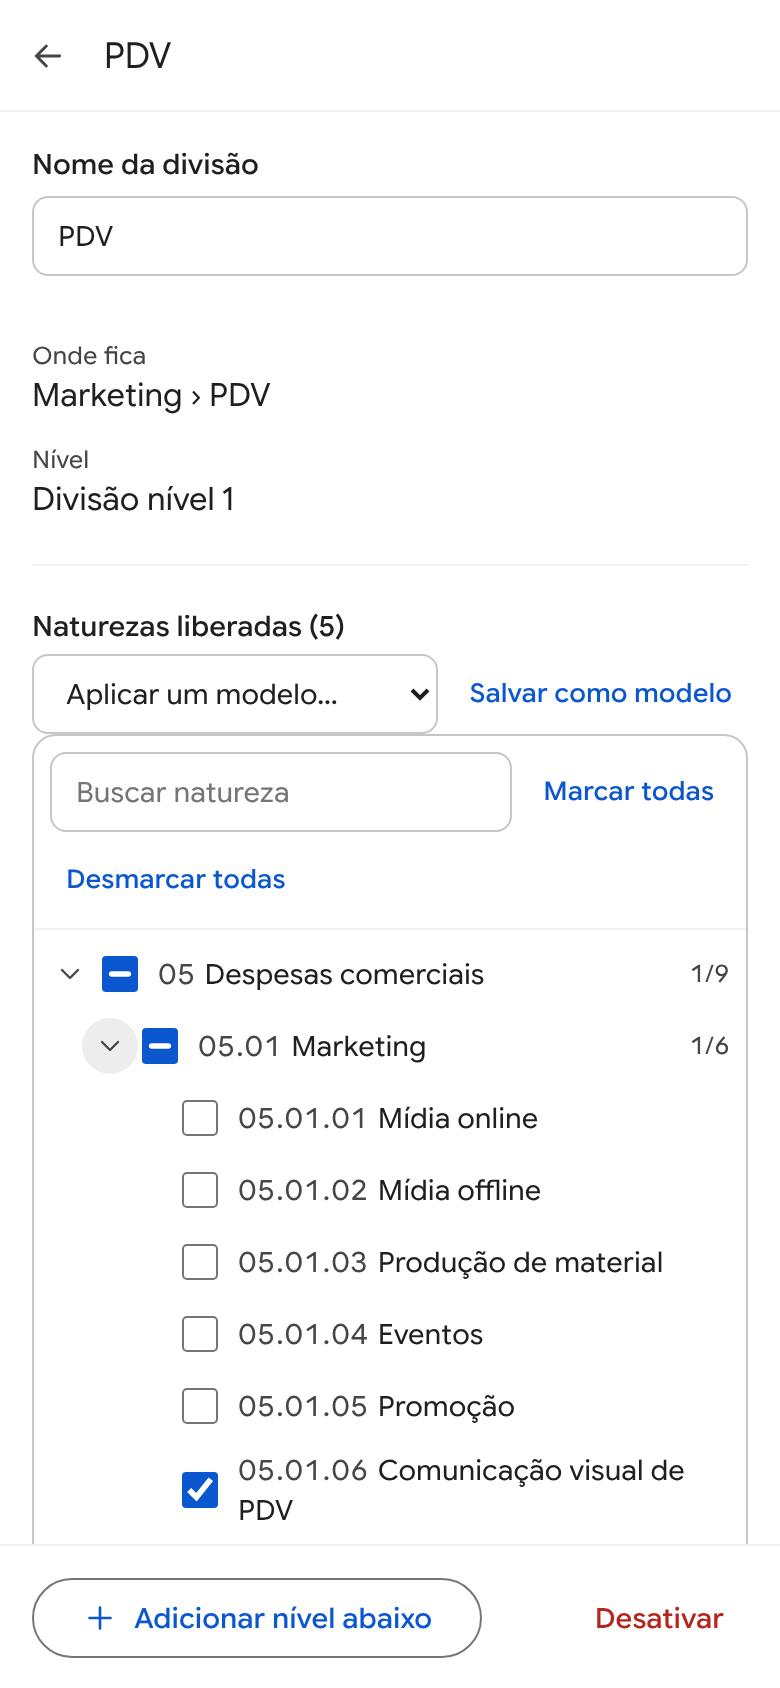 PDV
Nome da divisão
PDV
Onde fica
Marketing › PDV
Nível
Divisão nível 1
Naturezas liberadas (5)
Aplicar um modelo...
Salvar como modelo
Buscar natureza
Marcar todas
Desmarcar todas
05 Despesas comerciais 1/9
05.01 Marketing 1/6
05.01.01 Mídia online
05.01.02 Mídia offline
05.01.03 Produção de material
05.01.04 Eventos
05.01.05 Promoção
05.01.06 Comunicação visual de
PDV
+ Adicionar nível abaixo
Desativar